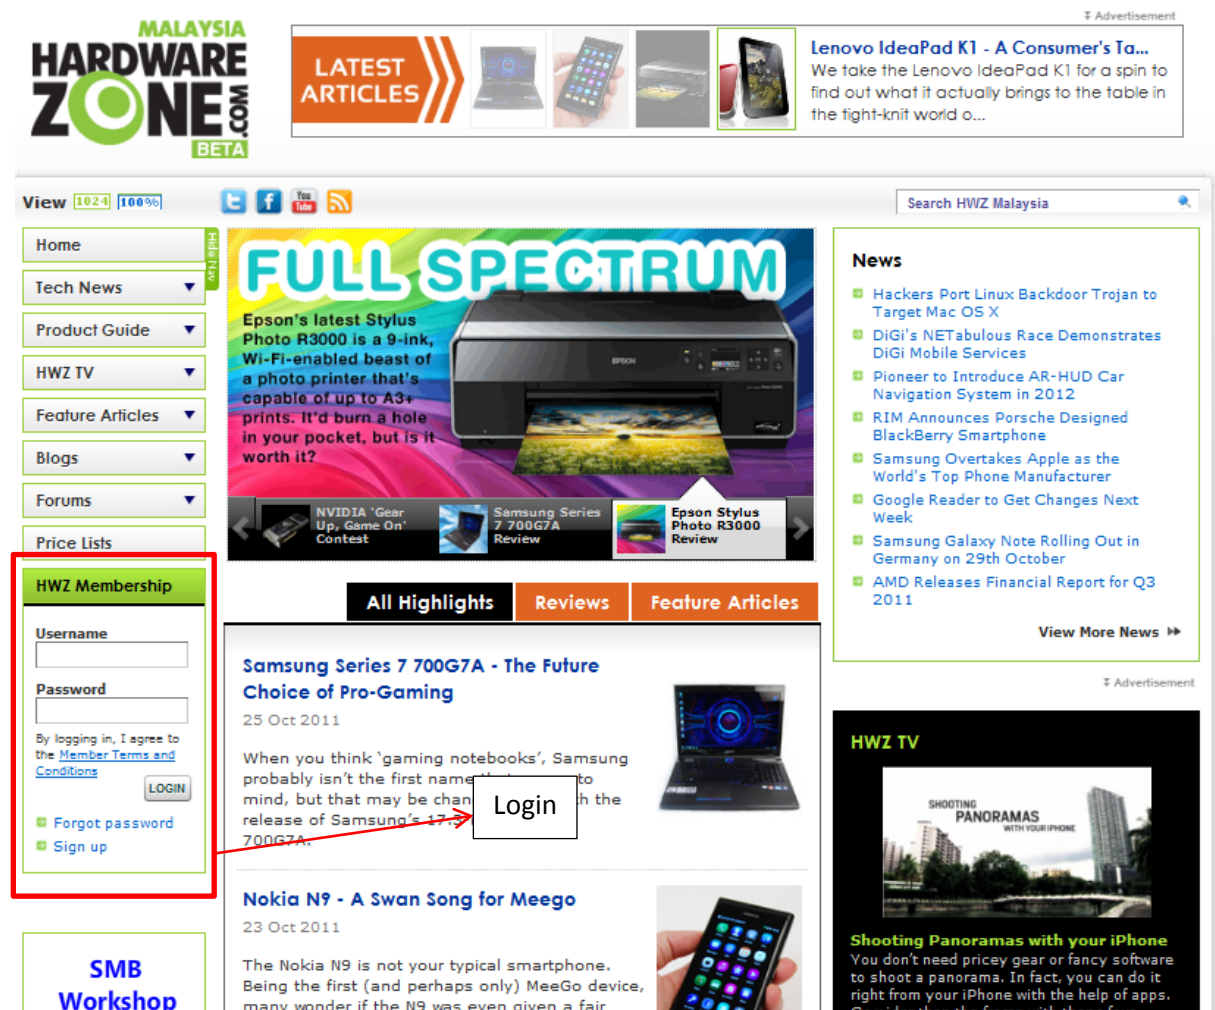 MALAYSIA
HARDWARE
ZONE.COM
BETA
Advertisement
LATEST
ARTICLES
Lenovo IdeaPad K1 - A Consumer's Ta...
We take the Lenovo IdeaPad K1 for a spin to
find out what it actually brings to the table in
the tight-knit world o...
View 1024 100%
You
Tube
Search HWZ Malaysia
Home
Hide Nav
Tech News
Product Guide
HWZ TV
Feature Articles
Blogs
Forums
Price Lists
HWZ Membership
Username
Password
By logging in, I agree to
the Member Terms and
Conditions
LOGIN
Forgot password
Sign up
SMB
Workshop
FULL SPECTRUM
Epson's latest Stylus
Photo R3000 is a 9-ink,
Wi-Fi-enabled beast of
a photo printer that's
capable of up to A3+
prints. It'd burn a hole
in your pocket, but is it
worth it?
EPSON
NVIDIA 'Gear
Up, Game On'
Contest
Samsung Series
7 700G7A
Review
Epson Stylus
Photo R3000
Review
All Highlights
Reviews
Feature Articles
Samsung Series 7 700G7A - The Future
Choice of Pro-Gaming
25 Oct 2011
When you think 'gaming notebooks', Samsung
probably isn't the first name to
mind, but that may be the
release of Samsung's
700G7A.
Login
Nokia N9 - A Swan Song for Meego
23 Oct 2011
The Nokia N9 is not your typical smartphone.
Being the first (and perhaps only) MeeGo device,
many wonder if the N9 was even given a fair
News
Hackers Port Linux Backdoor Trojan to
Target Mac OS X
DiGi's NETabulous Race Demonstrates
DiGi Mobile Services
Pioneer to Introduce AR-HUD Car
Navigation System in 2012
RIM Announces Porsche Designed
BlackBerry Smartphone
Samsung Overtakes Apple as the
World's Top Phone Manufacturer
Google Reader to Get Changes Next
Week
Samsung Galaxy Note Rolling Out in
Germany on 29th October
AMD Releases Financial Report for Q3
2011
View More News
Advertisement
HWZ TV
SHOOTING
PANORAMAS
WITH YOUR IPHONE
Shooting Panoramas with your iPhone
You don't need pricey gear or fancy software
to shoot a panorama. In fact, you can do it
right from your iPhone with the help of apps.